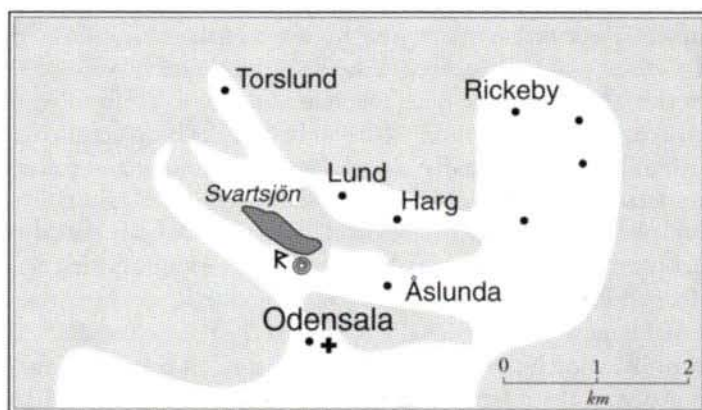 Torslund
Rickeby
Lund
Svartsjön
Harg
Åslunda
Odensala
0 1 2
km